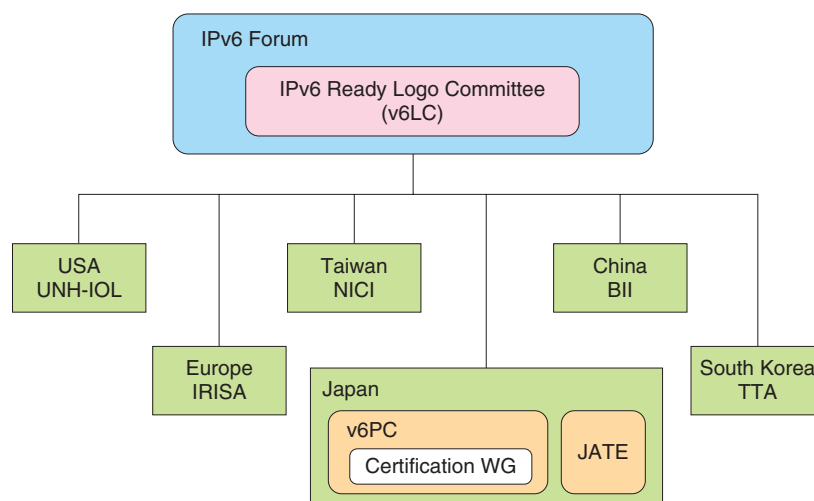 IPv6 Forum
IPv6 Ready Logo Committee
(v6LC)
USA
UNH-IOL
Taiwan
NICI
China
BII
Europe
IRISA
South Korea
TTA
Japan
v6PC
Certification WG
JATE